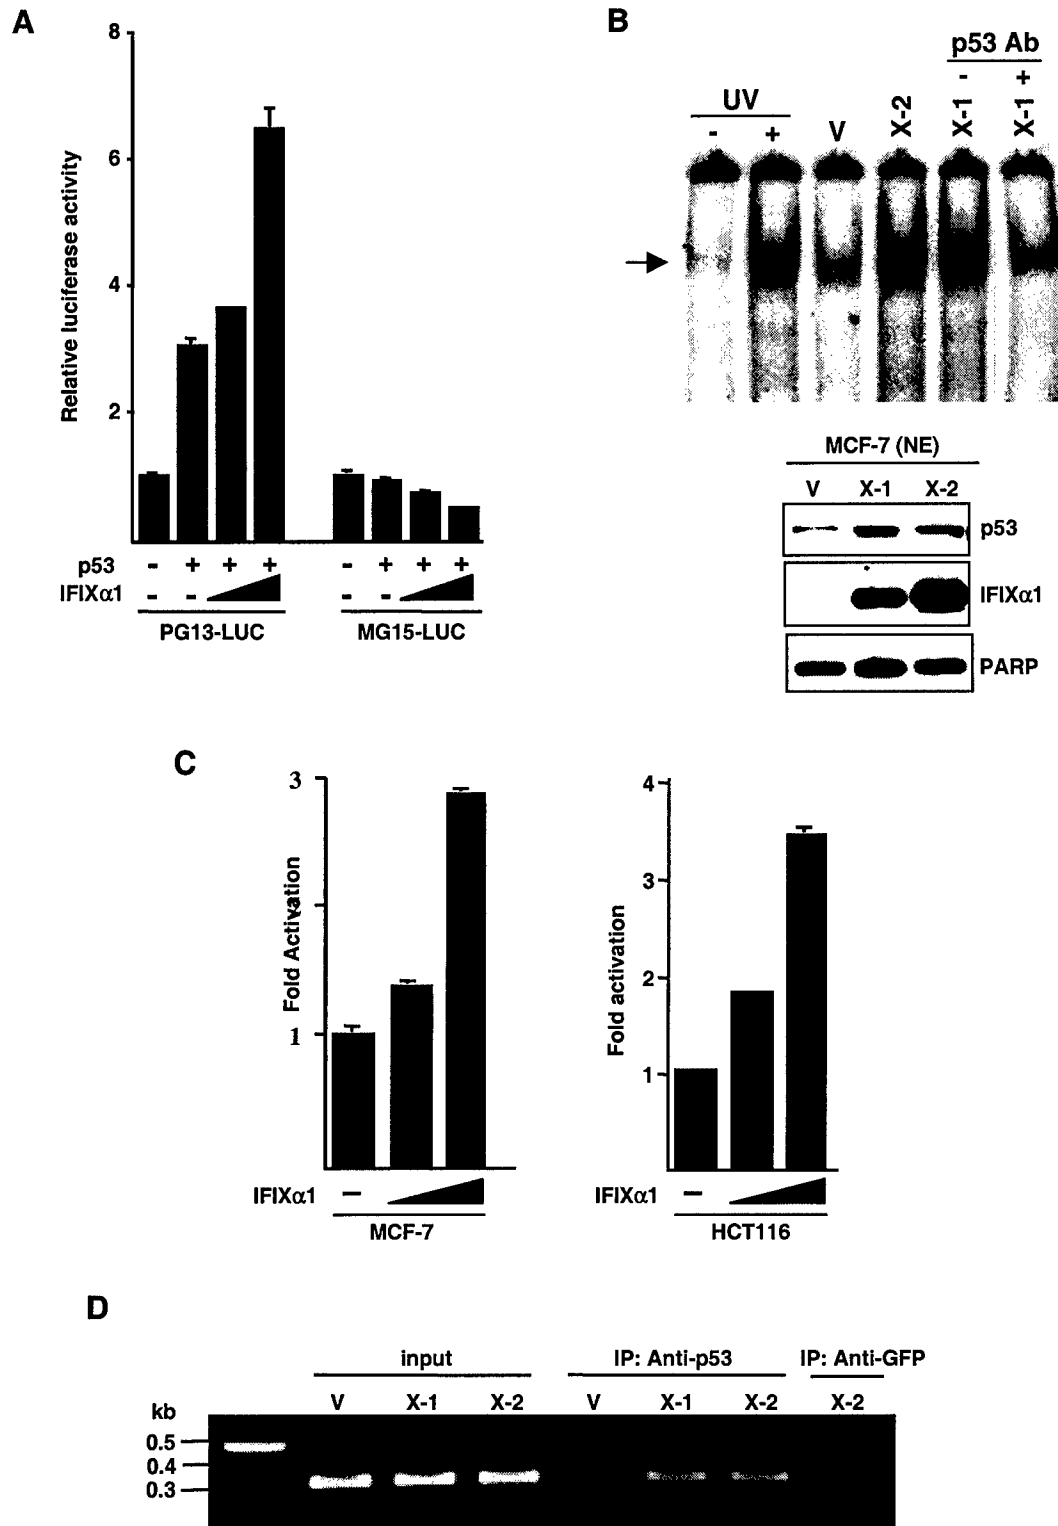 A
8
6
4
2
Relative luciferase activity
p53 - + + + - + + +
IFIXα1 - -
PG13-LUC MG15-LUC
B
p53 Ab
UV - +
- + V X-2 X-1 X-1
MCF-7 (NE)
V X-1 X-2
p53
IFIXα1
PARP
C
3
1
Fold Activation
IFIXα1 -
MCF-7
4
3
2
1
Fold activation
IFIXα1 -
HCT116
D
input IP: Anti-p53 IP: Anti-GFP
V X-1 X-2 V X-1 X-2 X-2
kb
0.5
0.4
0.3